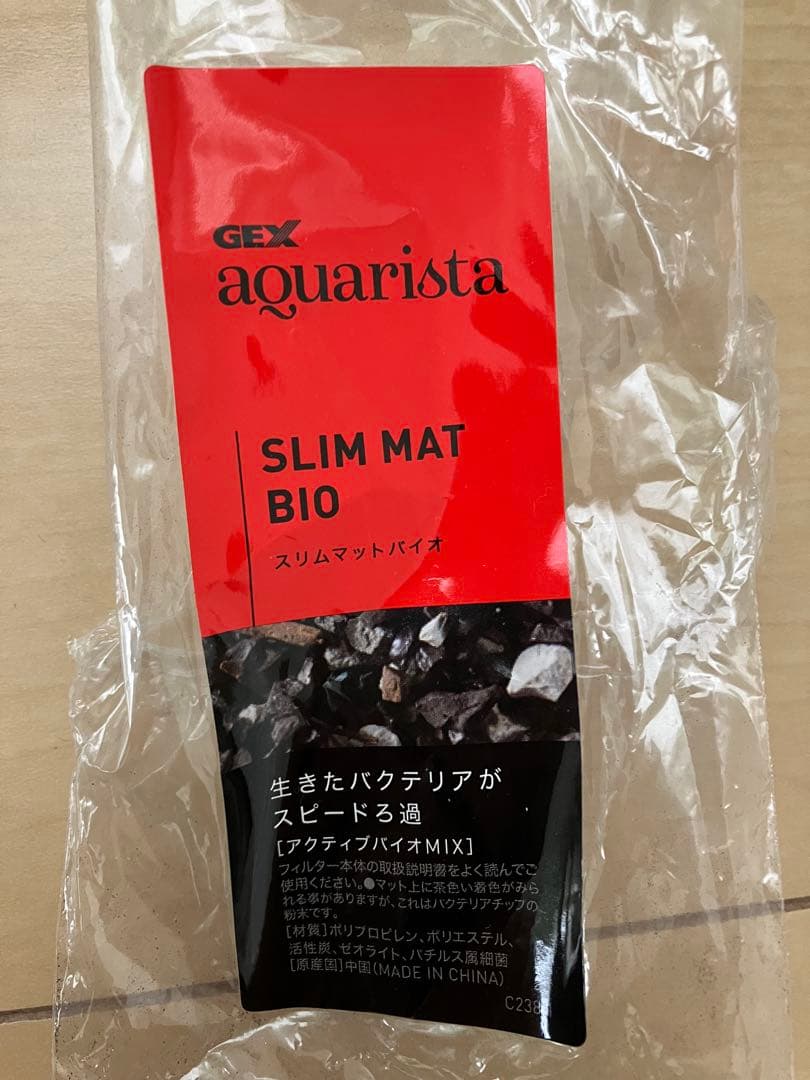 GEX
aquarista
SLIM MAT
BIO
スリムマットバイオ
生きたバクテリアが
スピードろ過
[アクティブバイオMIX]
フィルター本体の取扱説明書をよく読んでご
使用ください。●マット上に茶色い着色がみら
れる事がありますが、これはバクテリアチップの
粉末です。
[材質]ポリプロピレン、ポリエステル、
活性炭、ゼオライト、バチルス属細菌
[原産国]中国(MADE IN CHINA)
C238